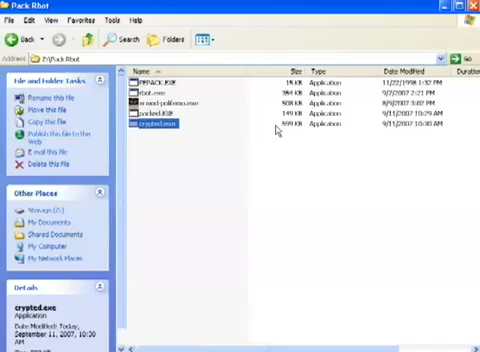 Pack Rbot
File Edit View Favorites Tools Help
Back Search Folders
Address Z:\Pack Rbot Go
Name Size Type Date Modified Duration
File and Folder Tasks
Rename this file
Move this file
Copy this file
Publish this file to the Web
E-mail this file
Delete this file
PEPACK.EXE 15 KB Application 11/22/1998 1:32 PM
rbot.exe 394 KB Application 9/7/2007 2:21 PM
Application
packed.EXE 149 KB Application 9/11/2007 10:29 AM
crypted.exe Application 9/11/2007 10:30 AM
Other Places
Storage (Z:)
My Documents
Shared Documents
My Computer
My Network Places
Details
crypted.exe
Application
Date Modified: Today,
September 11, 2007, 10:30
AM